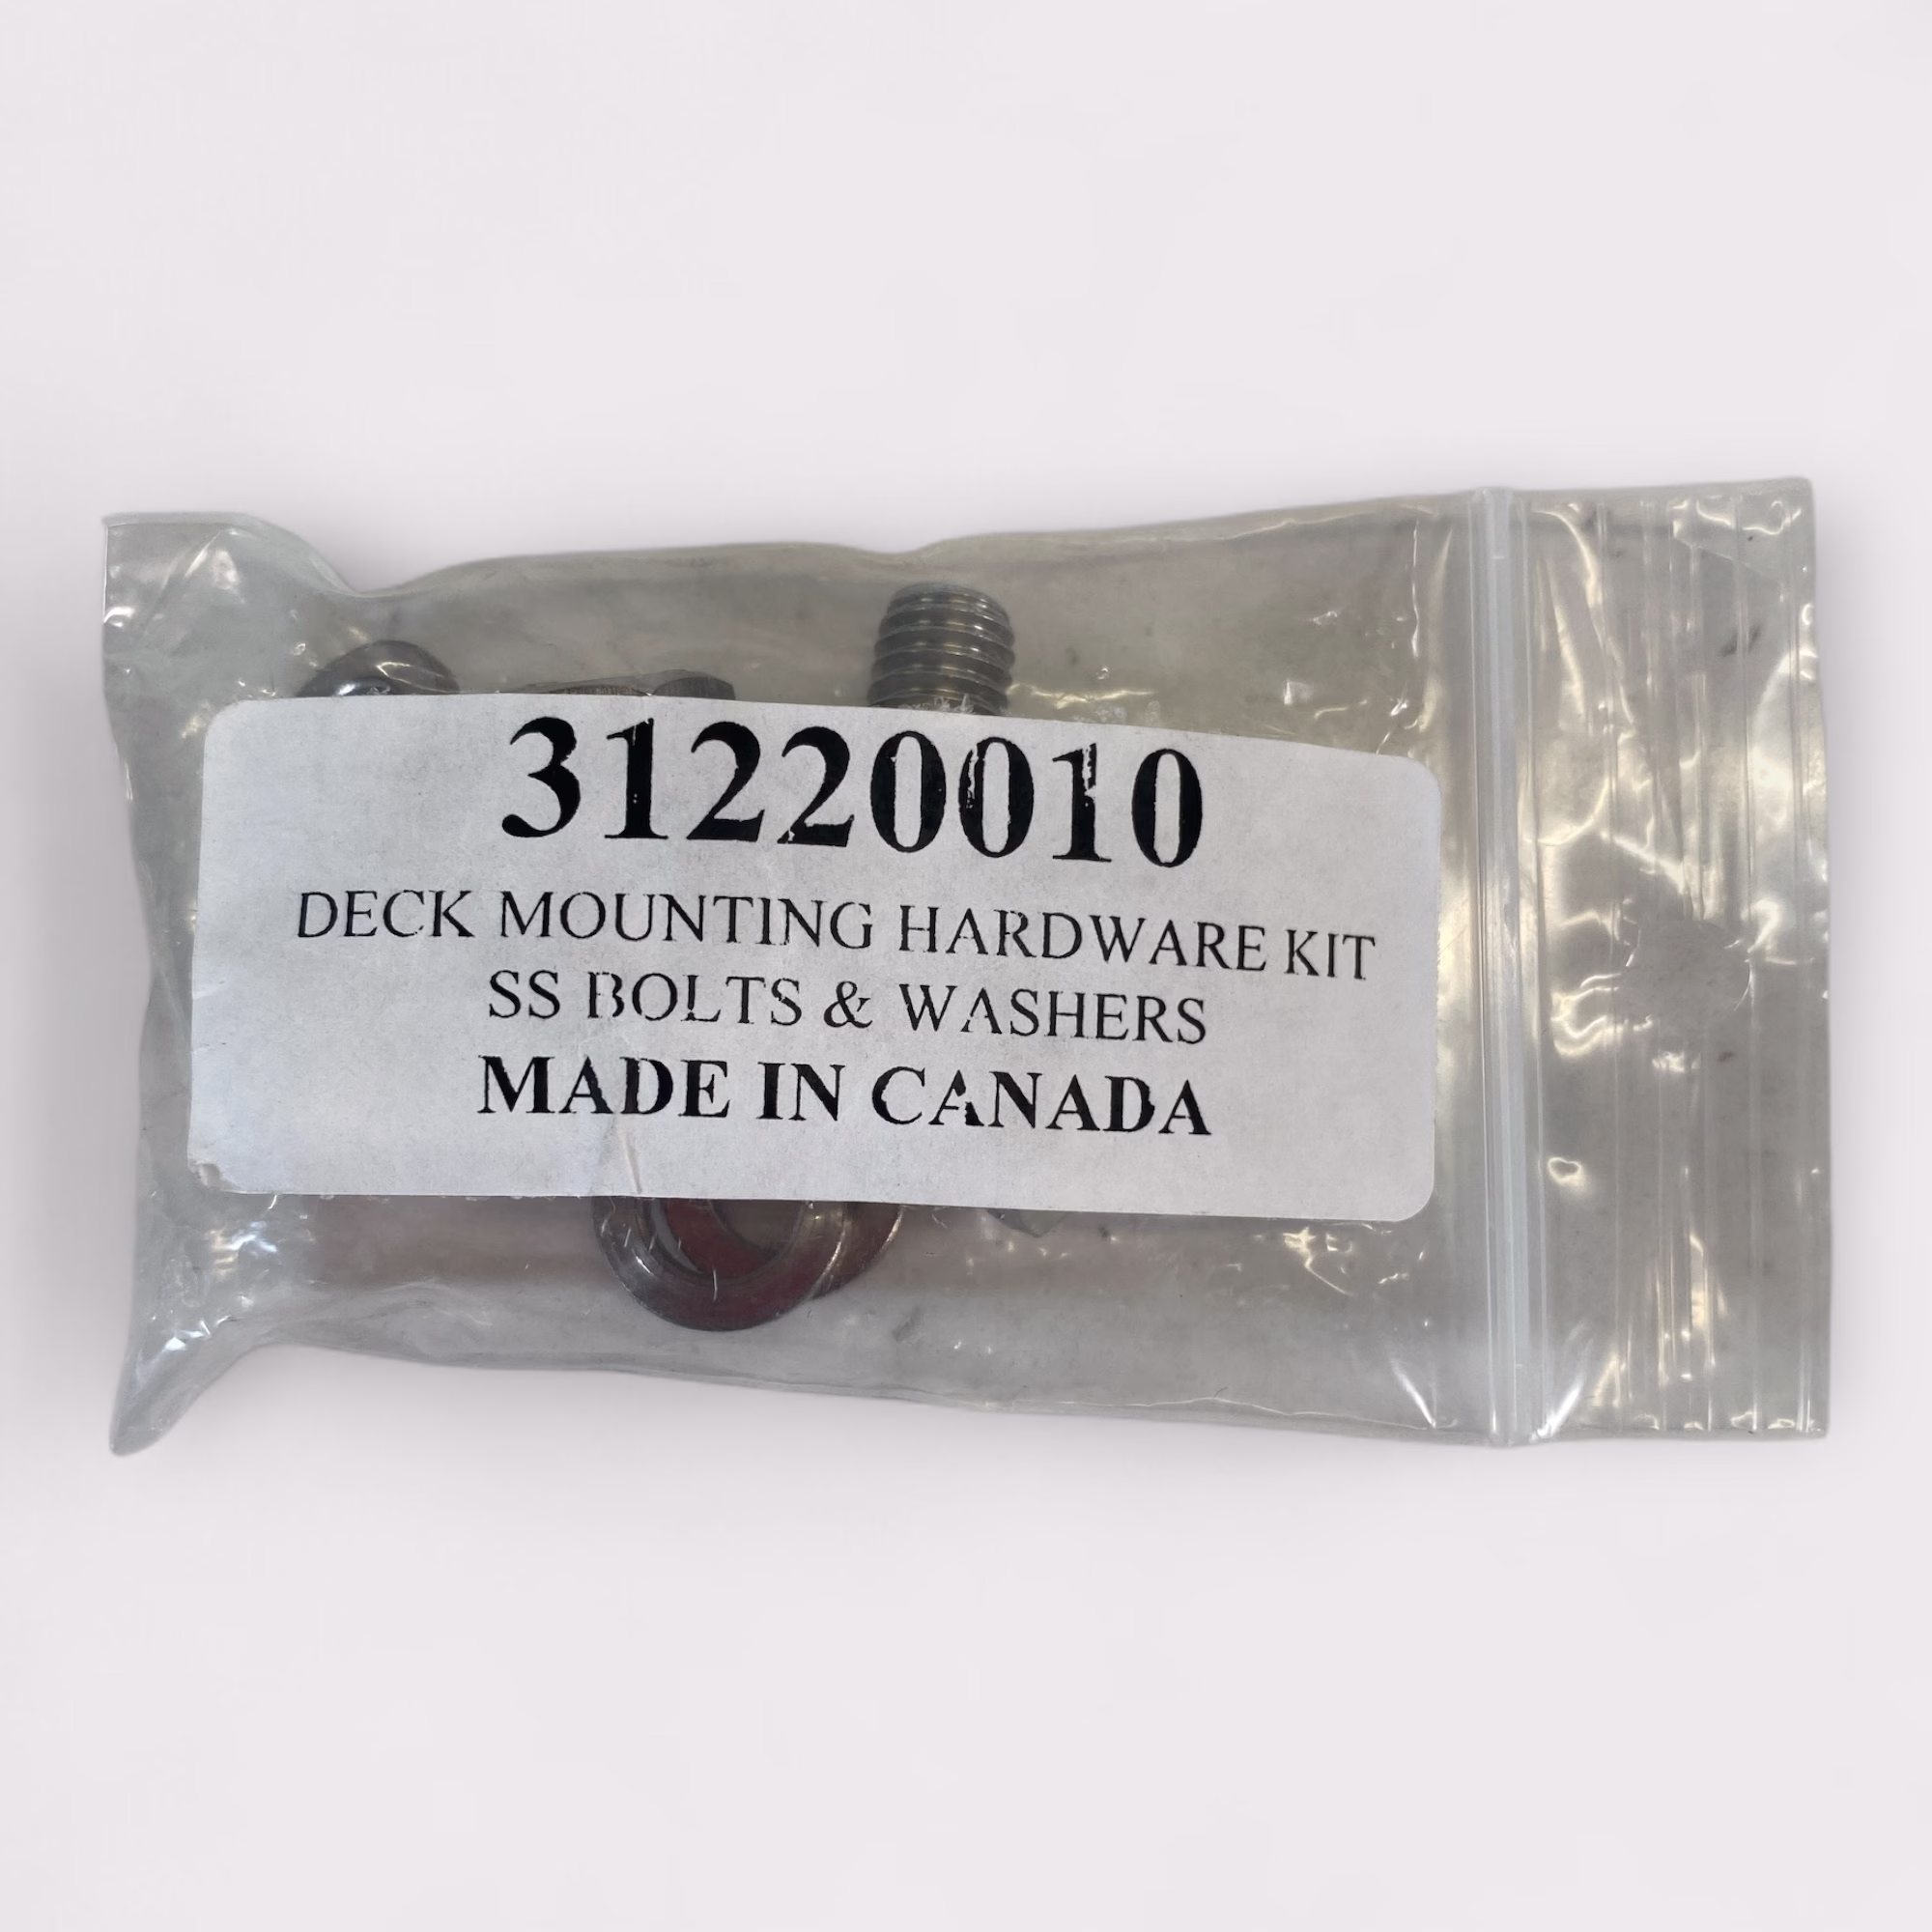 31220010
DECK MOUNTING HARDWARE KIT
SS BOLTS & WASHERS
MADE IN CANADA